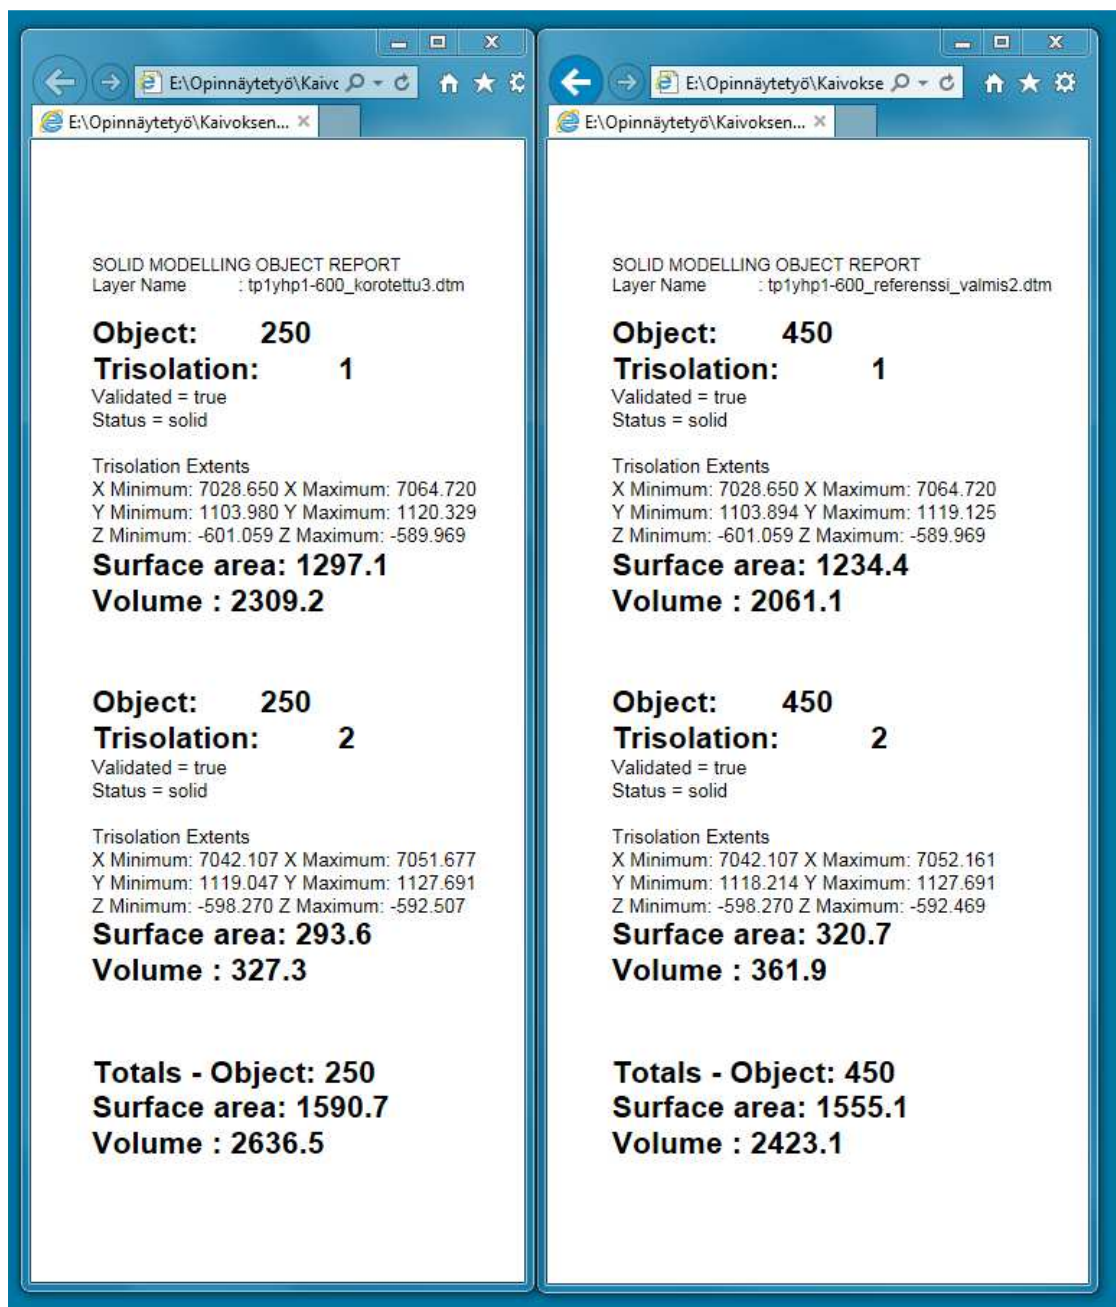 E:\Opinnäytetyö\Kaivc
E:\Opinnäytetyö\Kaivoksen...
SOLID MODELLING OBJECT REPORT
Layer Name : tp1yhp1-600_korotettu3.dtm
Object: 250
Trisolation: 1
Validated = true
Status = solid
Trisolation Extents
X Minimum: 7028.650 X Maximum: 7064.720
Y Minimum: 1103.980 Y Maximum: 1120.329
Z Minimum: -601.059 Z Maximum: -589.969
Surface area: 1297.1
Volume : 2309.2
Object: 250
Trisolation: 2
Validated = true
Status = solid
Trisolation Extents
X Minimum: 7042.107 X Maximum: 7051.677
Y Minimum: 1119.047 Y Maximum: 1127.691
Z Minimum: -598.270 Z Maximum: -592.507
Surface area: 293.6
Volume : 327.3
Totals - Object: 250
Surface area: 1590.7
Volume : 2636.5
E:\Opinnäytetyö\Kaivokse
E:\Opinnäytetyö\Kaivoksen...
SOLID MODELLING OBJECT REPORT
Layer Name : tp1yhp1-600_referenssi_valmis2.dtm
Object: 450
Trisolation: 1
Validated = true
Status = solid
Trisolation Extents
X Minimum: 7028.650 X Maximum: 7064.720
Y Minimum: 1103.894 Y Maximum: 1119.125
Z Minimum: -601.059 Z Maximum: -589.969
Surface area: 1234.4
Volume : 2061.1
Object: 450
Trisolation: 2
Validated = true
Status = solid
Trisolation Extents
X Minimum: 7042.107 X Maximum: 7052.161
Y Minimum: 1118.214 Y Maximum: 1127.691
Z Minimum: -598.270 Z Maximum: -592.469
Surface area: 320.7
Volume : 361.9
Totals - Object: 450
Surface area: 1555.1
Volume : 2423.1